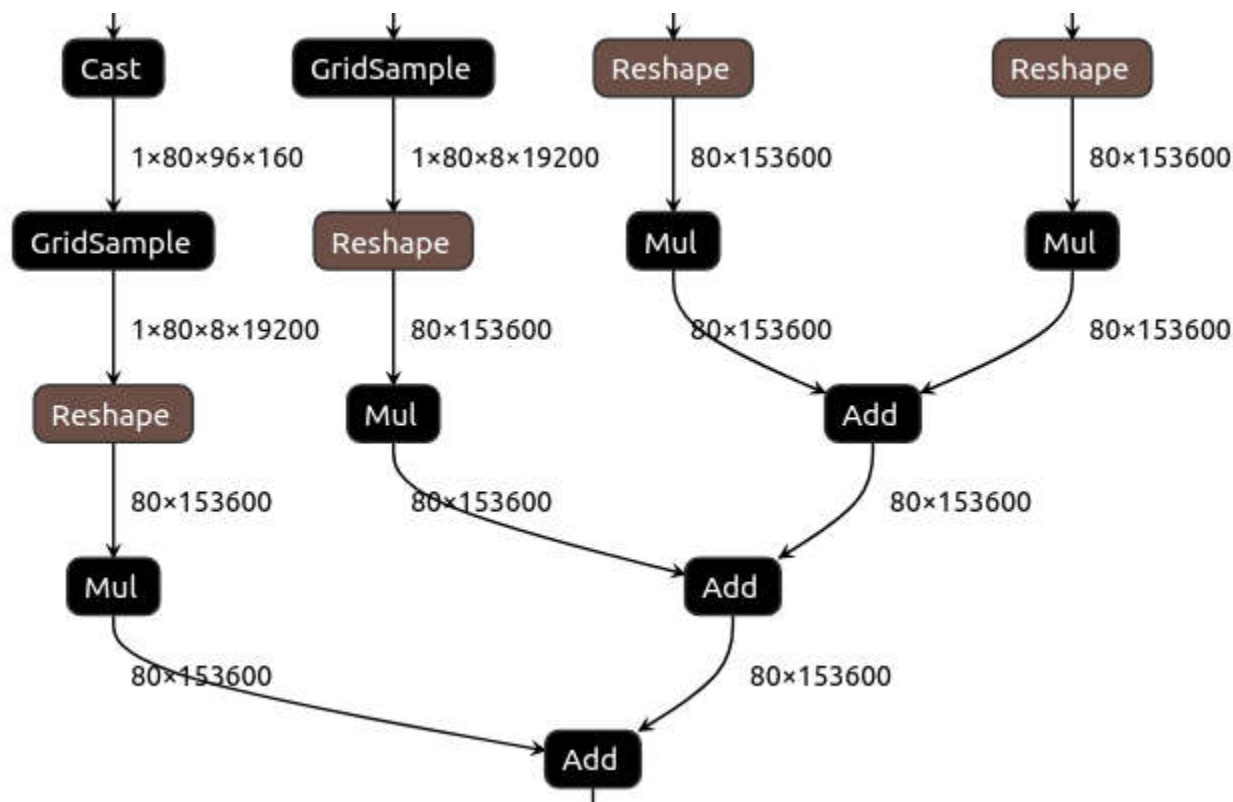 Cast GridSample Reshape Reshape
1×80×96×160 1×80×8×19200 80×153600 80×153600
GridSample Reshape Mul Mul
1×80×8×19200 80×153600 80×153600 80×153600
Reshape Mul Add
80×153600 80×153600 80×153600
Mul Add
80×153600 80×153600
Add